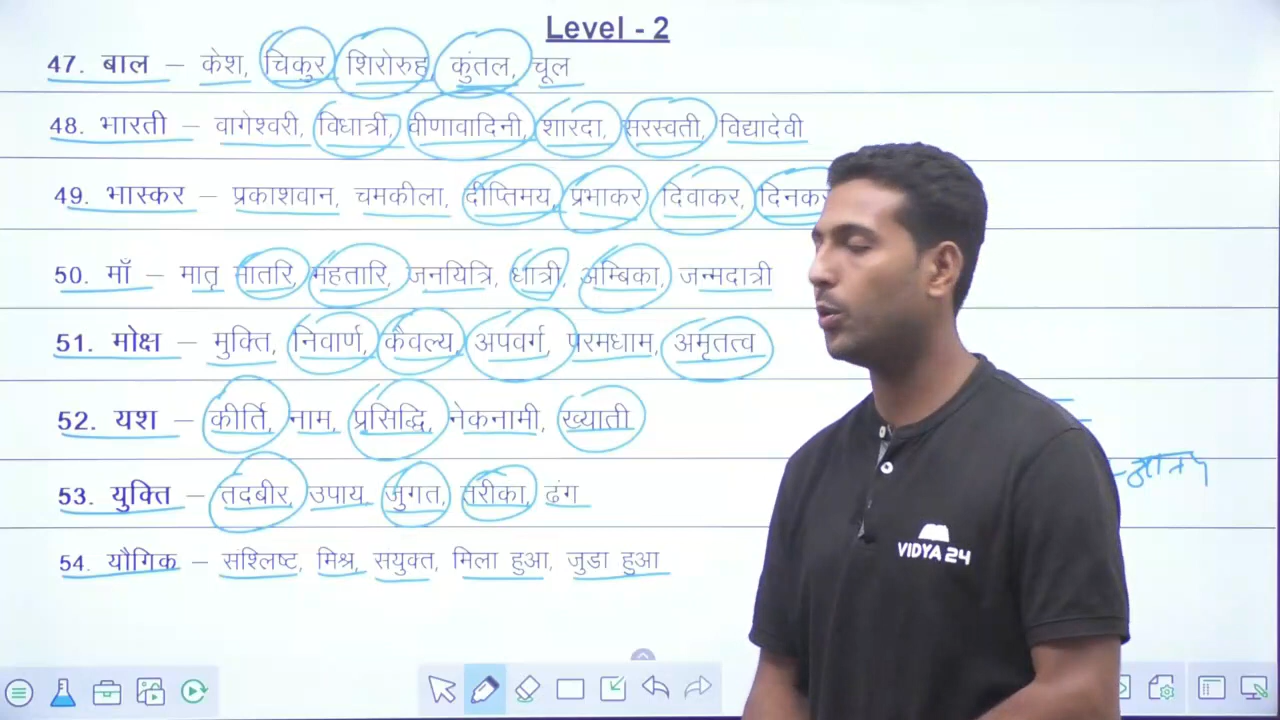 Level - 2
47. बाल – केश, चिकुर, शिरोरुह, कुंतल, चूल
48. भारती – वागेश्वरी, विधात्री, वीणावादिनी, शारदा, सरस्वती, विद्यादेवी
49. भास्कर – प्रकाशवान, चमकीला, दीप्तिमय, प्रभाकर, दिवाकर, दिनकर
50. माँ – मातृ मातरि, महतारि, जनयित्रि, धात्री, अम्बिका, जन्मदात्री
51. मोक्ष – मुक्ति, निवार्ण, कैवल्य, अपवर्ग, परमधाम, अमृतत्व
52. यश – कीर्ति, नाम, प्रसिद्धि, नेकनामी, ख्याती
53. युक्ति – तदबीर, उपाय, जुगत, तरीका, ढंग
54. यौगिक – संश्लिष्ट, मिश्र, सयुक्त, मिला हुआ, जुडा हुआ
VIDYA 24